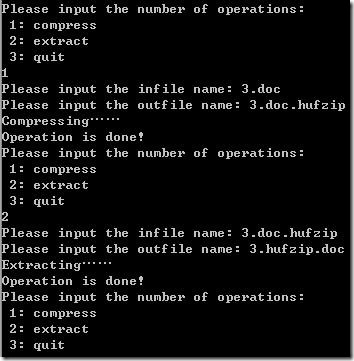 Please input the number of operations:
1: compress
2: extract
3: quit
1
Please input the infile name: 3.doc
Please input the outfile name: 3.doc.hufzip
Compressing……
Operation is done!
Please input the number of operations:
1: compress
2: extract
3: quit
2
Please input the infile name: 3.doc.hufzip
Please input the outfile name: 3.hufzip.doc
Extracting……
Operation is done!
Please input the number of operations:
1: compress
2: extract
3: quit